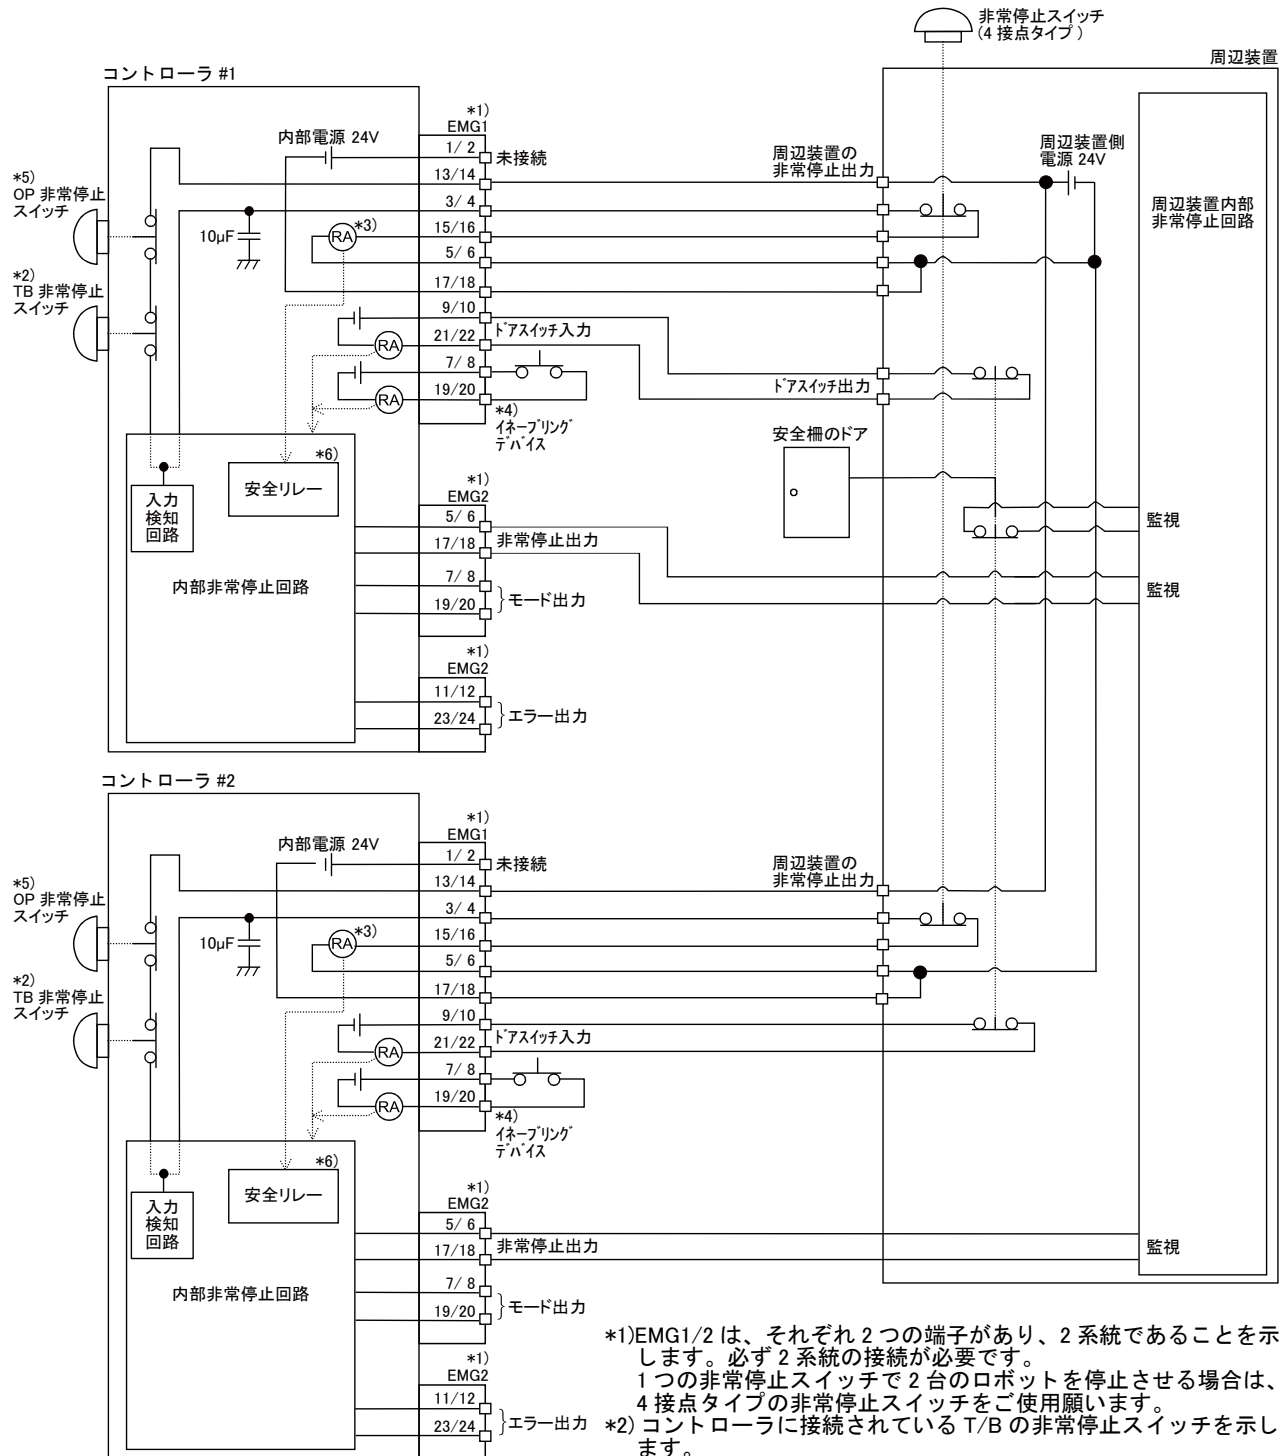 非常停止スイッチ
(4 接点タイプ )
周辺装置
コントローラ #1
*1)
EMG1
内部電源 24V
1/ 2
未接続
13/14
3/ 4
15/16
5/ 6
17/18
9/10
21/22
7/ 8
19/20
*5)
OP 非常停止
スイッチ
*2)
TB 非常停止
スイッチ
10μF
RA
*3)
RA
RA
ドアスイッチ入力
*4)
イネーブリング
デバイス
周辺装置の
非常停止出力
周辺装置側
電源 24V
周辺装置内部
非常停止回路
ドアスイッチ出力
安全柵のドア
監視
監視
*6)
安全リレー
入力
検知
回路
内部非常停止回路
*1)
EMG2
5/ 6
17/18
非常停止出力
7/ 8
19/20
モード出力
*1)
EMG2
11/12
23/24
エラー出力
コントローラ #2
*1)
EMG1
内部電源 24V
1/ 2
未接続
13/14
3/ 4
15/16
5/ 6
17/18
9/10
21/22
7/ 8
19/20
*5)
OP 非常停止
スイッチ
*2)
TB 非常停止
スイッチ
10μF
RA
*3)
RA
RA
ドアスイッチ入力
*4)
イネーブリング
デバイス
周辺装置の
非常停止出力
*6)
安全リレー
入力
検知
回路
内部非常停止回路
*1)
EMG2
5/ 6
17/18
非常停止出力
監視
7/ 8
19/20
モード出力
*1)
EMG2
11/12
23/24
エラー出力
*1)EMG1/2 は、それぞれ 2 つの端子があり、2 系統であることを示
します。必ず 2 系統の接続が必要です。
1 つの非常停止スイッチで 2 台のロボットを停止させる場合は、
4 接点タイプの非常停止スイッチをご使用願います。
*2) コントローラに接続されている T/B の非常停止スイッチを示し
ます。